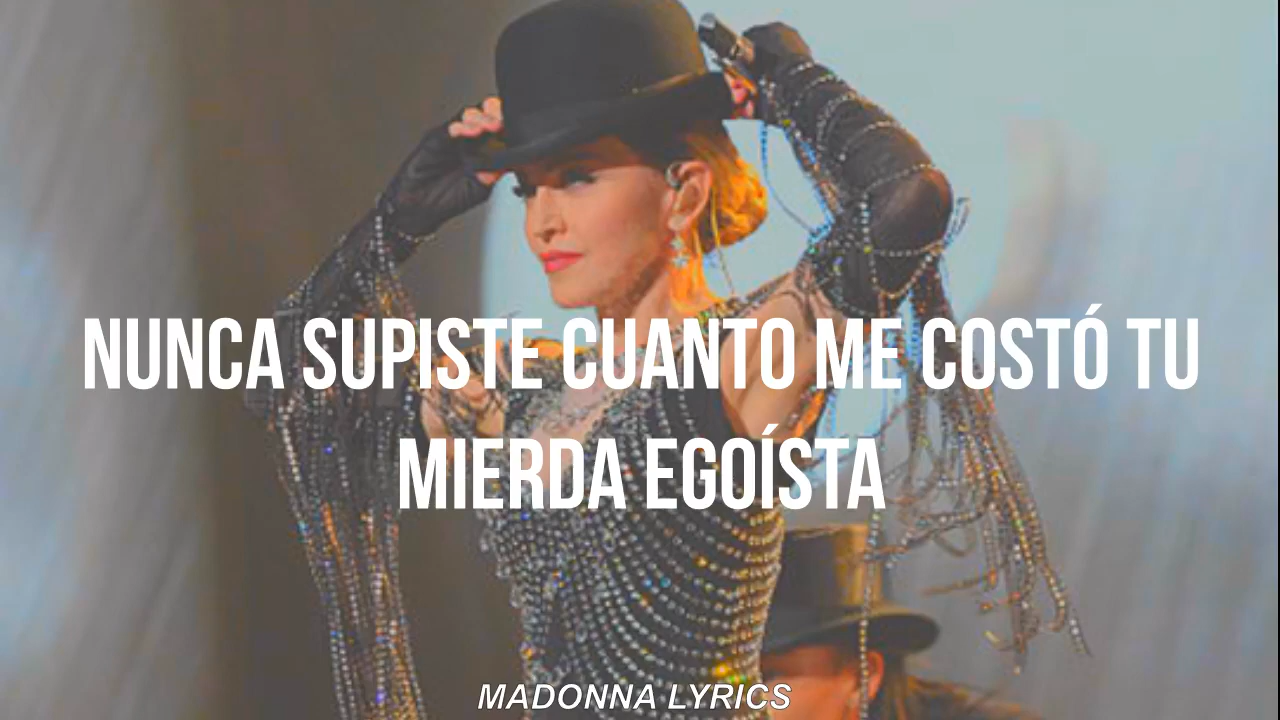 NUNCA SUPISTE CUANTO ME COSTÓ TU
MIERDA EGOÍSTA
MADONNA LYRICS